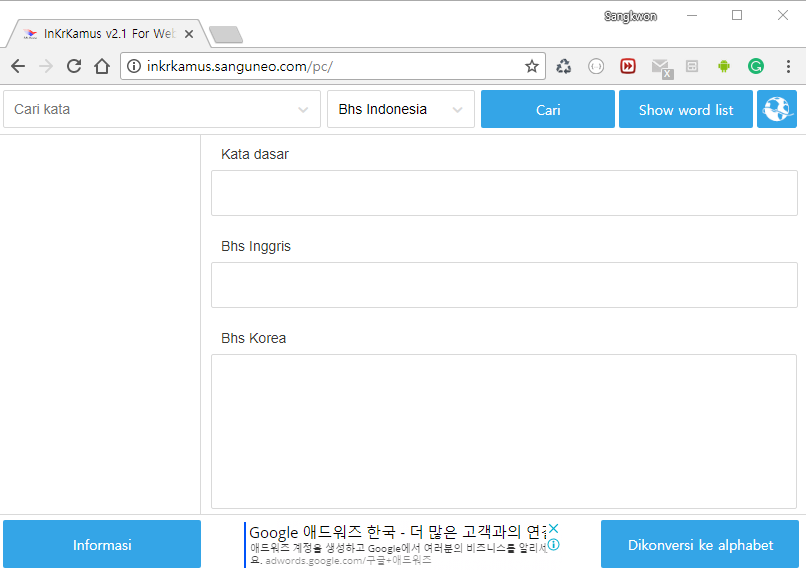 Sangkwon
InKrKamus v2.1 For Web
inkrkamus.sanguneo.com/pc/
Cari kata
Bhs Indonesia
Cari
Show word list
Kata dasar
Bhs Inggris
Bhs Korea
Informasi
Google 애드워즈 한국 - 더 많은 고객과의 연결
애드워즈 계정을 생성하고 Google에서 여러분의 비즈니스를 알리세
요. adwords.google.com/구글+애드워즈
Dikonversi ke alphabet